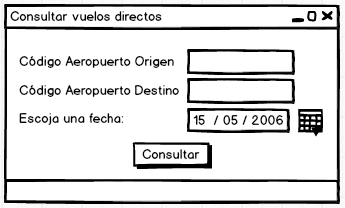 Consultar vuelos directos
Código Aeropuerto Origen
Código Aeropuerto Destino
Escoja una fecha: 15 / 05 / 2006
Consultar